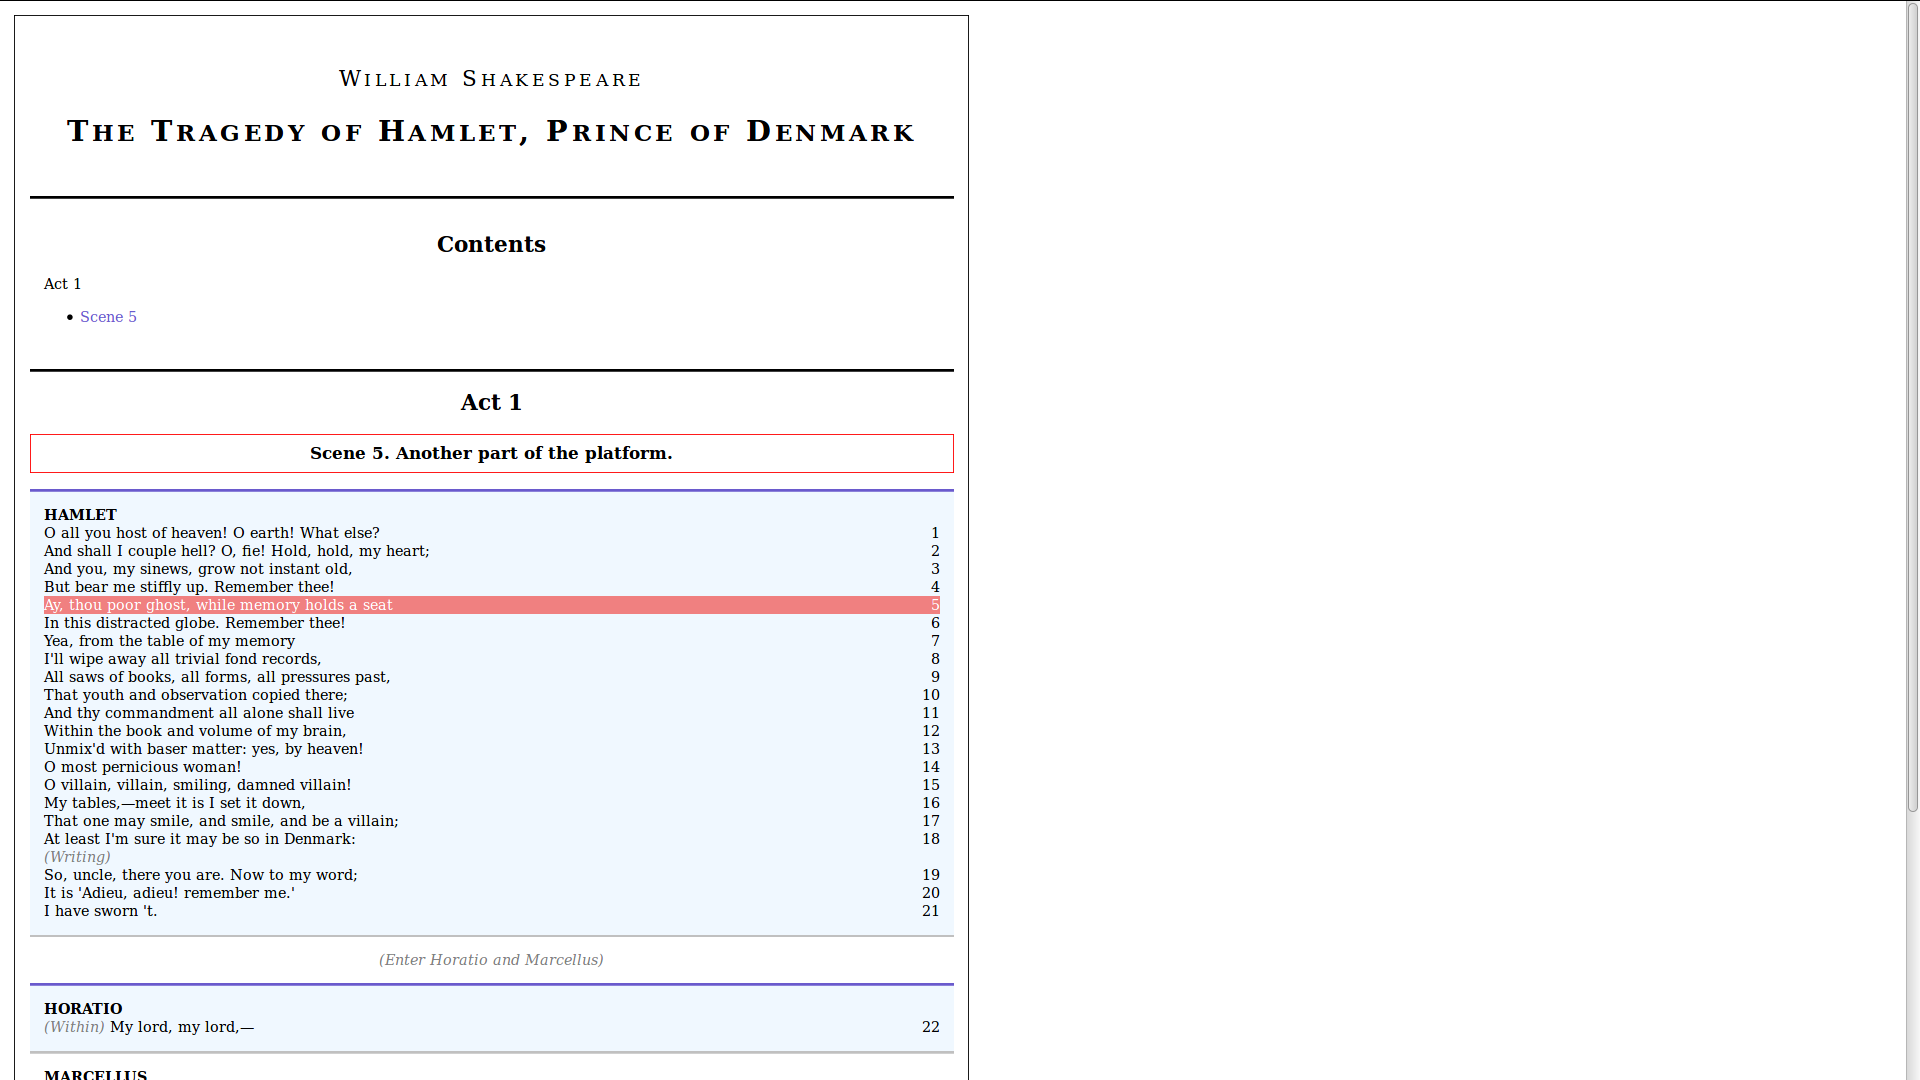 William Shakespeare
The Tragedy of Hamlet, Prince of Denmark
Contents
Act 1
• Scene 5
Act 1
Scene 5. Another part of the platform.
HAMLET
O all you host of heaven! O earth! What else? 1
And shall I couple hell? O, fie! Hold, hold, my heart; 2
And you, my sinews, grow not instant old, 3
But bear me stiffly up. Remember thee! 4
Ay, thou poor ghost, while memory holds a seat 5
In this distracted globe. Remember thee! 6
Yea, from the table of my memory 7
I'll wipe away all trivial fond records, 8
All saws of books, all forms, all pressures past, 9
That youth and observation copied there; 10
And thy commandment all alone shall live 11
Within the book and volume of my brain, 12
Unmix'd with baser matter: yes, by heaven! 13
O most pernicious woman! 14
O villain, villain, smiling, damned villain! 15
My tables,—meet it is I set it down, 16
That one may smile, and smile, and be a villain; 17
At least I'm sure it may be so in Denmark: 18
(Writing)
So, uncle, there you are. Now to my word; 19
It is 'Adieu, adieu! remember me.' 20
I have sworn 't. 21
(Enter Horatio and Marcellus)
HORATIO
(Within) My lord, my lord,— 22
MARCELLUS